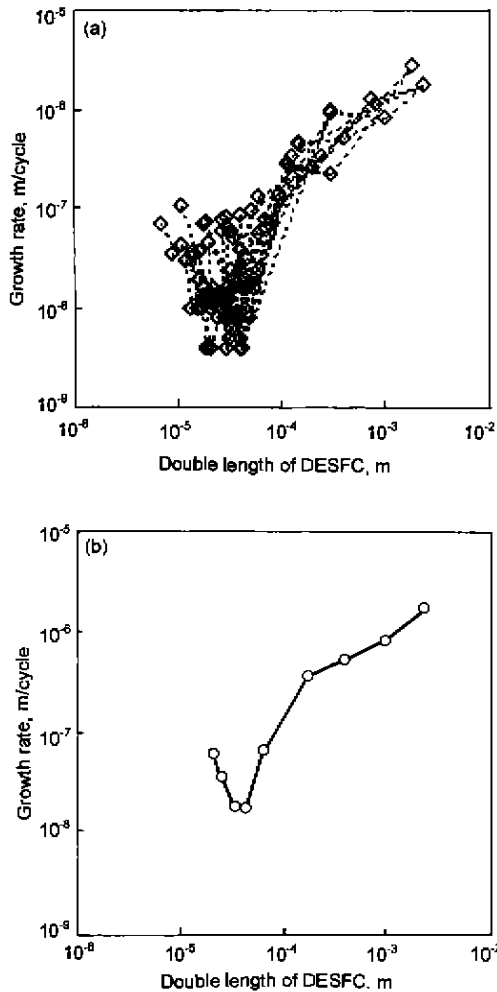 (a)
10⁻⁵
10⁻⁶
10⁻⁷
10⁻⁸
10⁻⁹
Growth rate, m/cycle
10⁻⁶ 10⁻⁵ 10⁻⁴ 10⁻³ 10⁻²
Double length of DESFC, m
(b)
10⁻⁵
10⁻⁶
10⁻⁷
10⁻⁸
10⁻⁹
Growth rate, m/cycle
10⁻⁶ 10⁻⁵ 10⁻⁴ 10⁻³ 10⁻²
Double length of DESFC, m